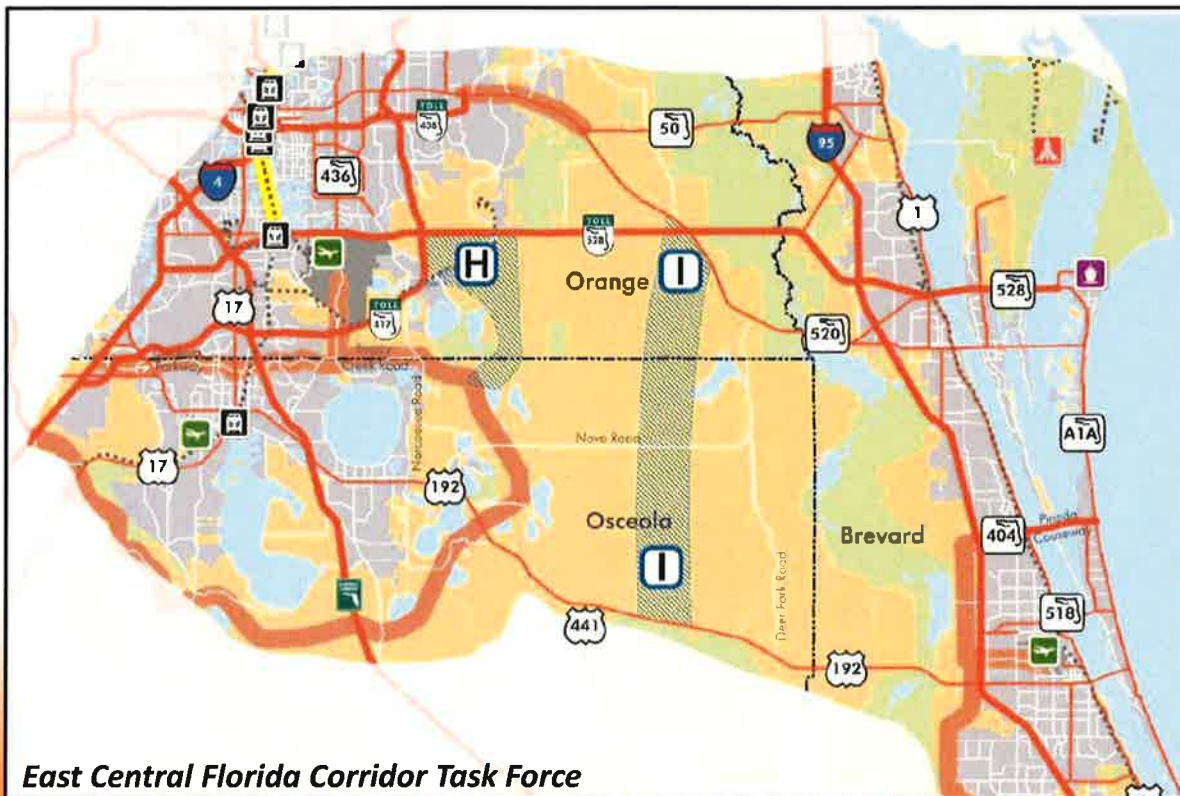 TOLL
408
50
95
4
436
1
TOLL
528
H
Orange
I
528
17
TOLL
417
520
Parkway
Creek Road
Narcoossee Road
Nova Road
A1A
17
192
Osceola
I
Brevard
404
Pineda
Causeway
Deer Park Road
441
518
192
East Central Florida Corridor Task Force